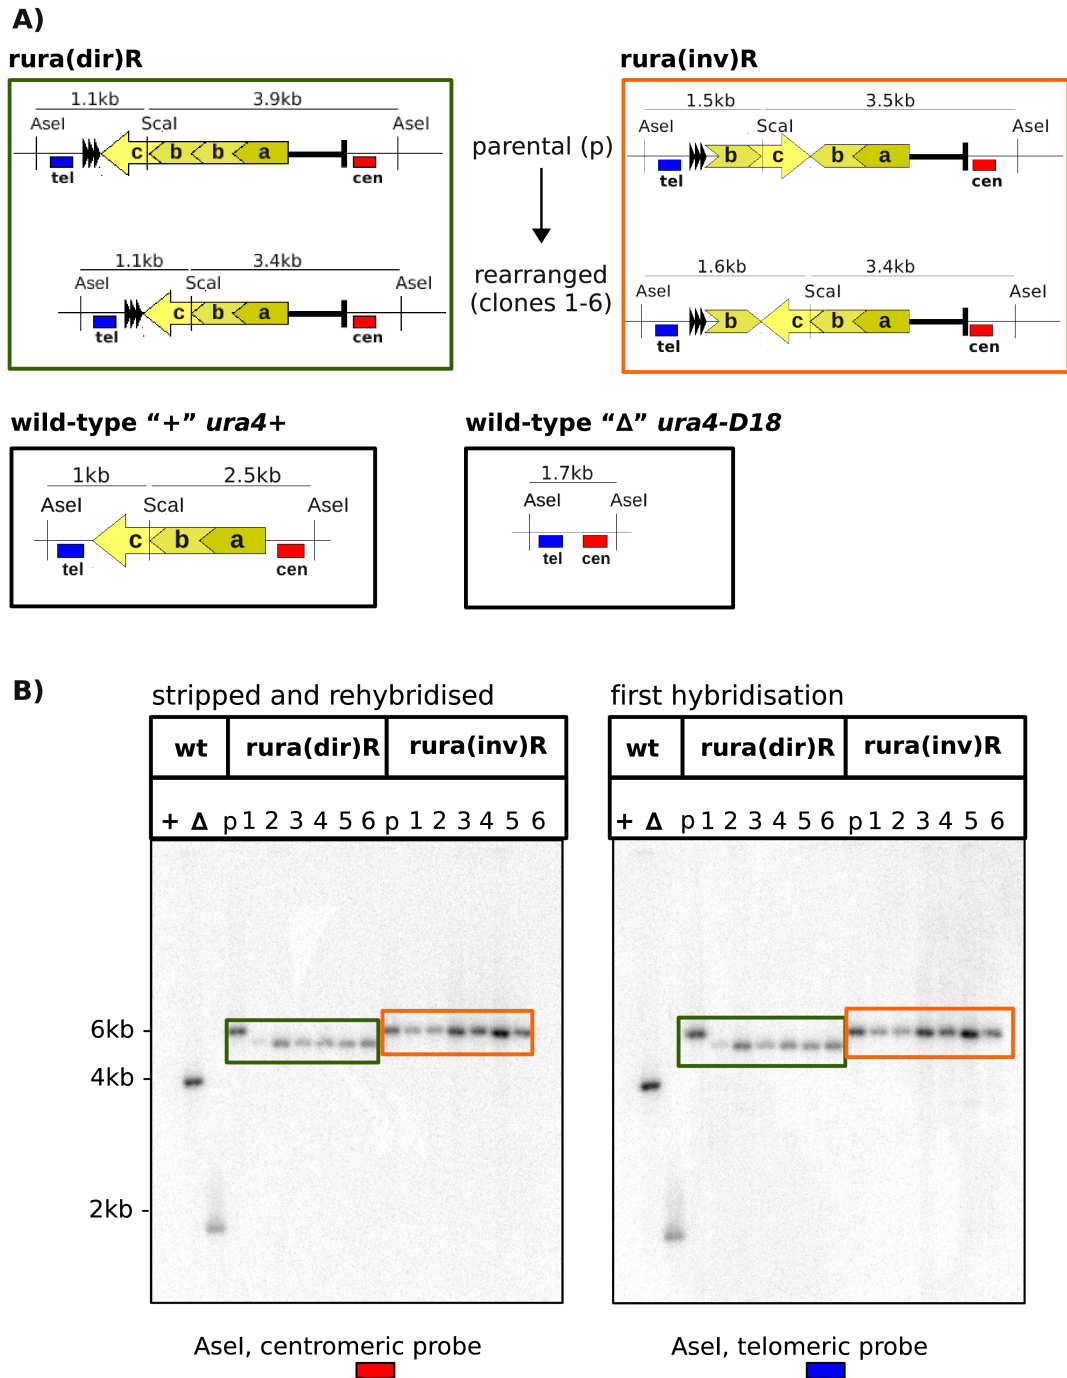 A)
rura(dir)R
rura(inv)R
1.1kb 3.9kb
AseI ScaI AseI
c b b a
tel cen
1.1kb 3.4kb
AseI ScaI AseI
c b a
tel cen
parental (p)
rearranged
(clones 1-6)
1.5kb 3.5kb
AseI ScaI AseI
b c b a
tel cen
1.6kb 3.4kb
AseI ScaI AseI
b c b a
tel cen
wild-type “+” ura4+
1kb 2.5kb
AseI ScaI AseI
c b a
tel cen
wild-type “Δ” ura4-D18
1.7kb
AseI AseI
tel cen
B)
stripped and rehybridised
wt rura(dir)R rura(inv)R
+ Δ p 1 2 3 4 5 6 p 1 2 3 4 5 6
6kb -
4kb -
2kb -
AseI, centromeric probe
first hybridisation
wt rura(dir)R rura(inv)R
+ Δ p 1 2 3 4 5 6 p 1 2 3 4 5 6
AseI, telomeric probe